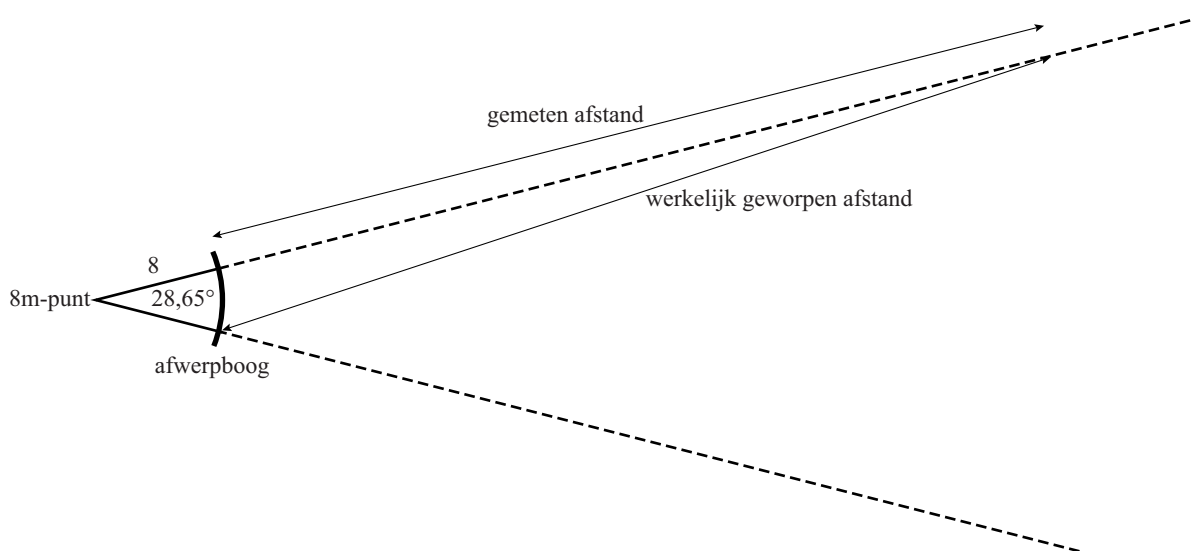 gemeten afstand
werkelijk geworpen afstand
8
8m-punt
28,65°
afwerpboog